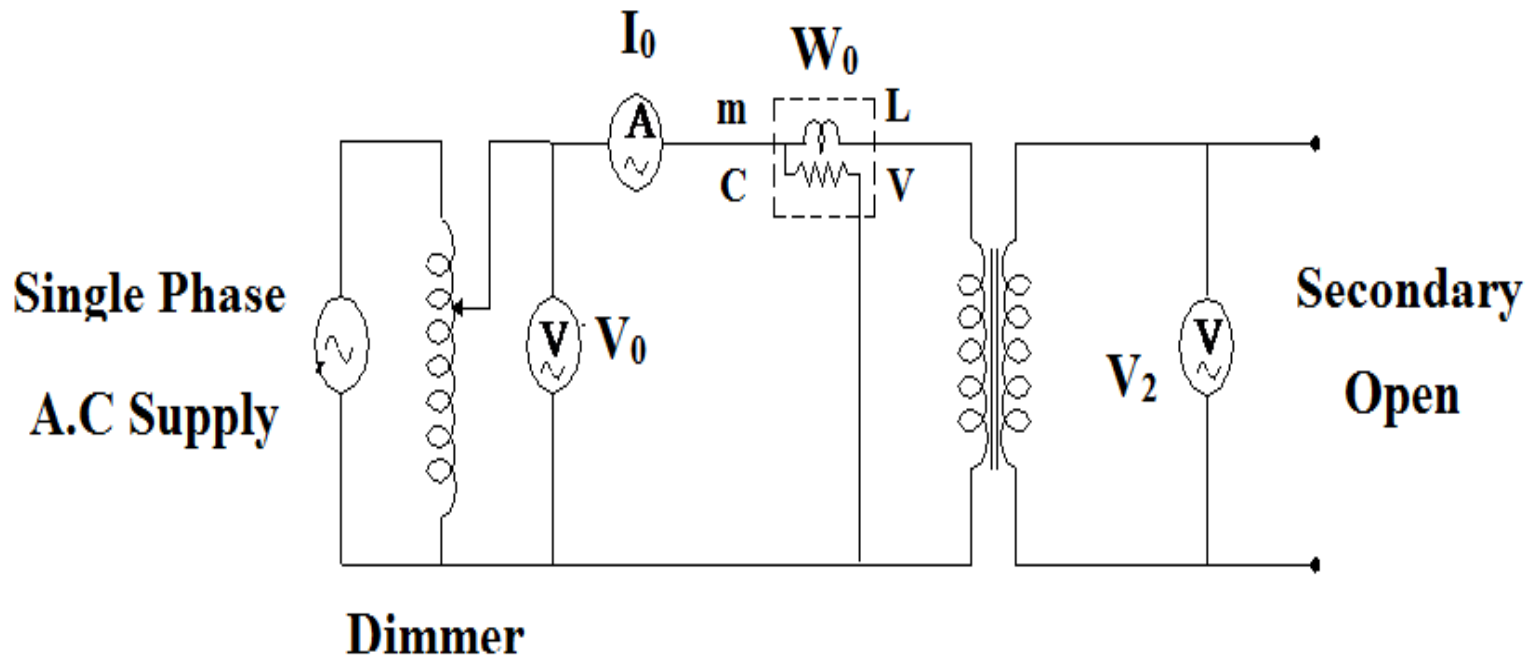 I₀
W₀
A
m
L
C
V
Single Phase
A.C Supply
V
V₀
V₂
V
Secondary
Open
Dimmer